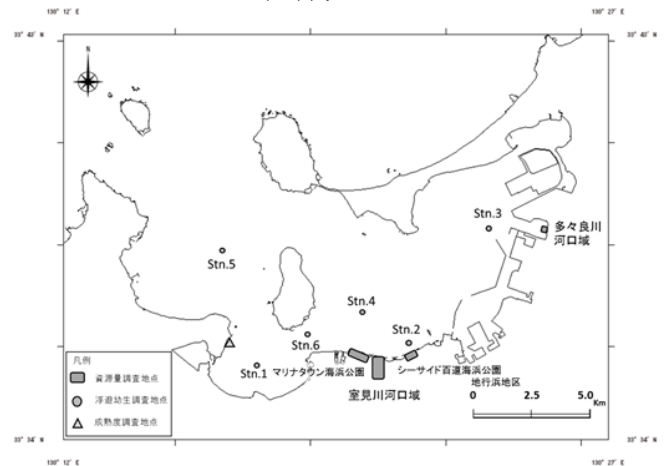 130° 12′ E
130° 27′ E
33° 43′ N
33° 43′ N
N
Stn.3
多々良川
河口域
Stn.5
Stn.4
Stn.2
Stn.6
Stn.1
マリナタウン海浜公園
シーサイド百道海浜公園
地行浜地区
室見川河口域
凡例
資源量調査地点
浮遊幼生調査地点
成熟度調査地点
0 2.5 5.0
Km
33° 34′ N
33° 34′ N
130° 12′ E
130° 27′ E